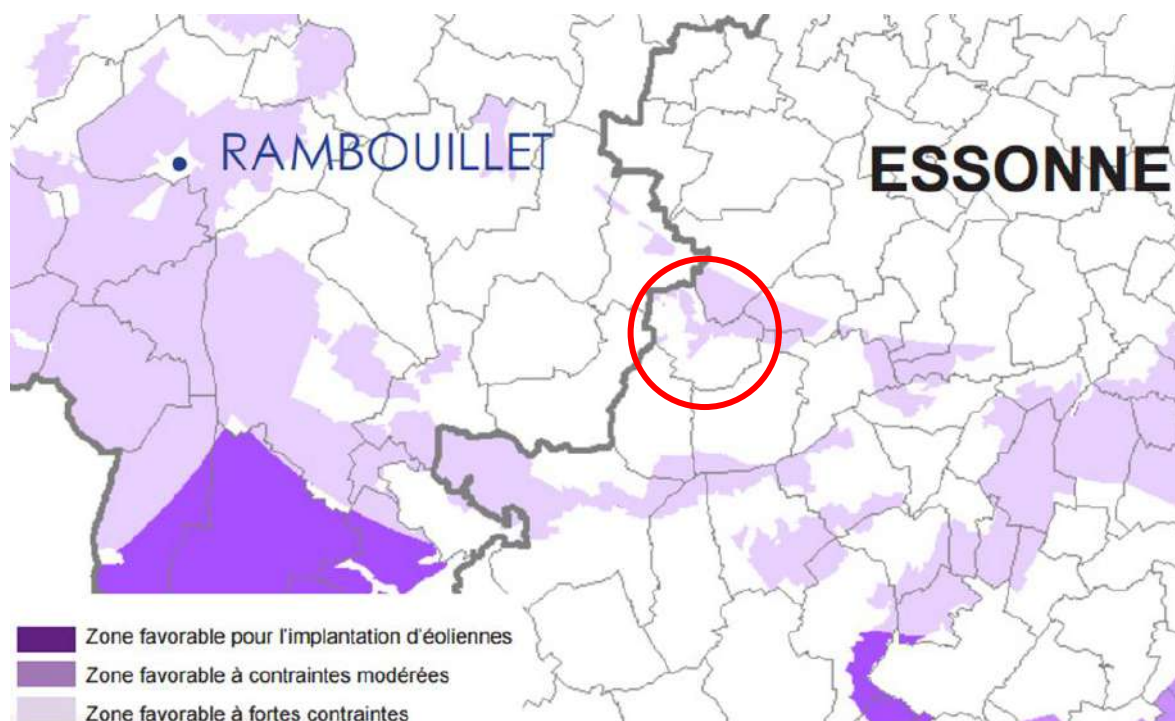 RAMBOUILLET
ESSONNE
Zone favorable pour l'implantation d'éoliennes
Zone favorable à contraintes modérées
Zone favorable à fortes contraintes